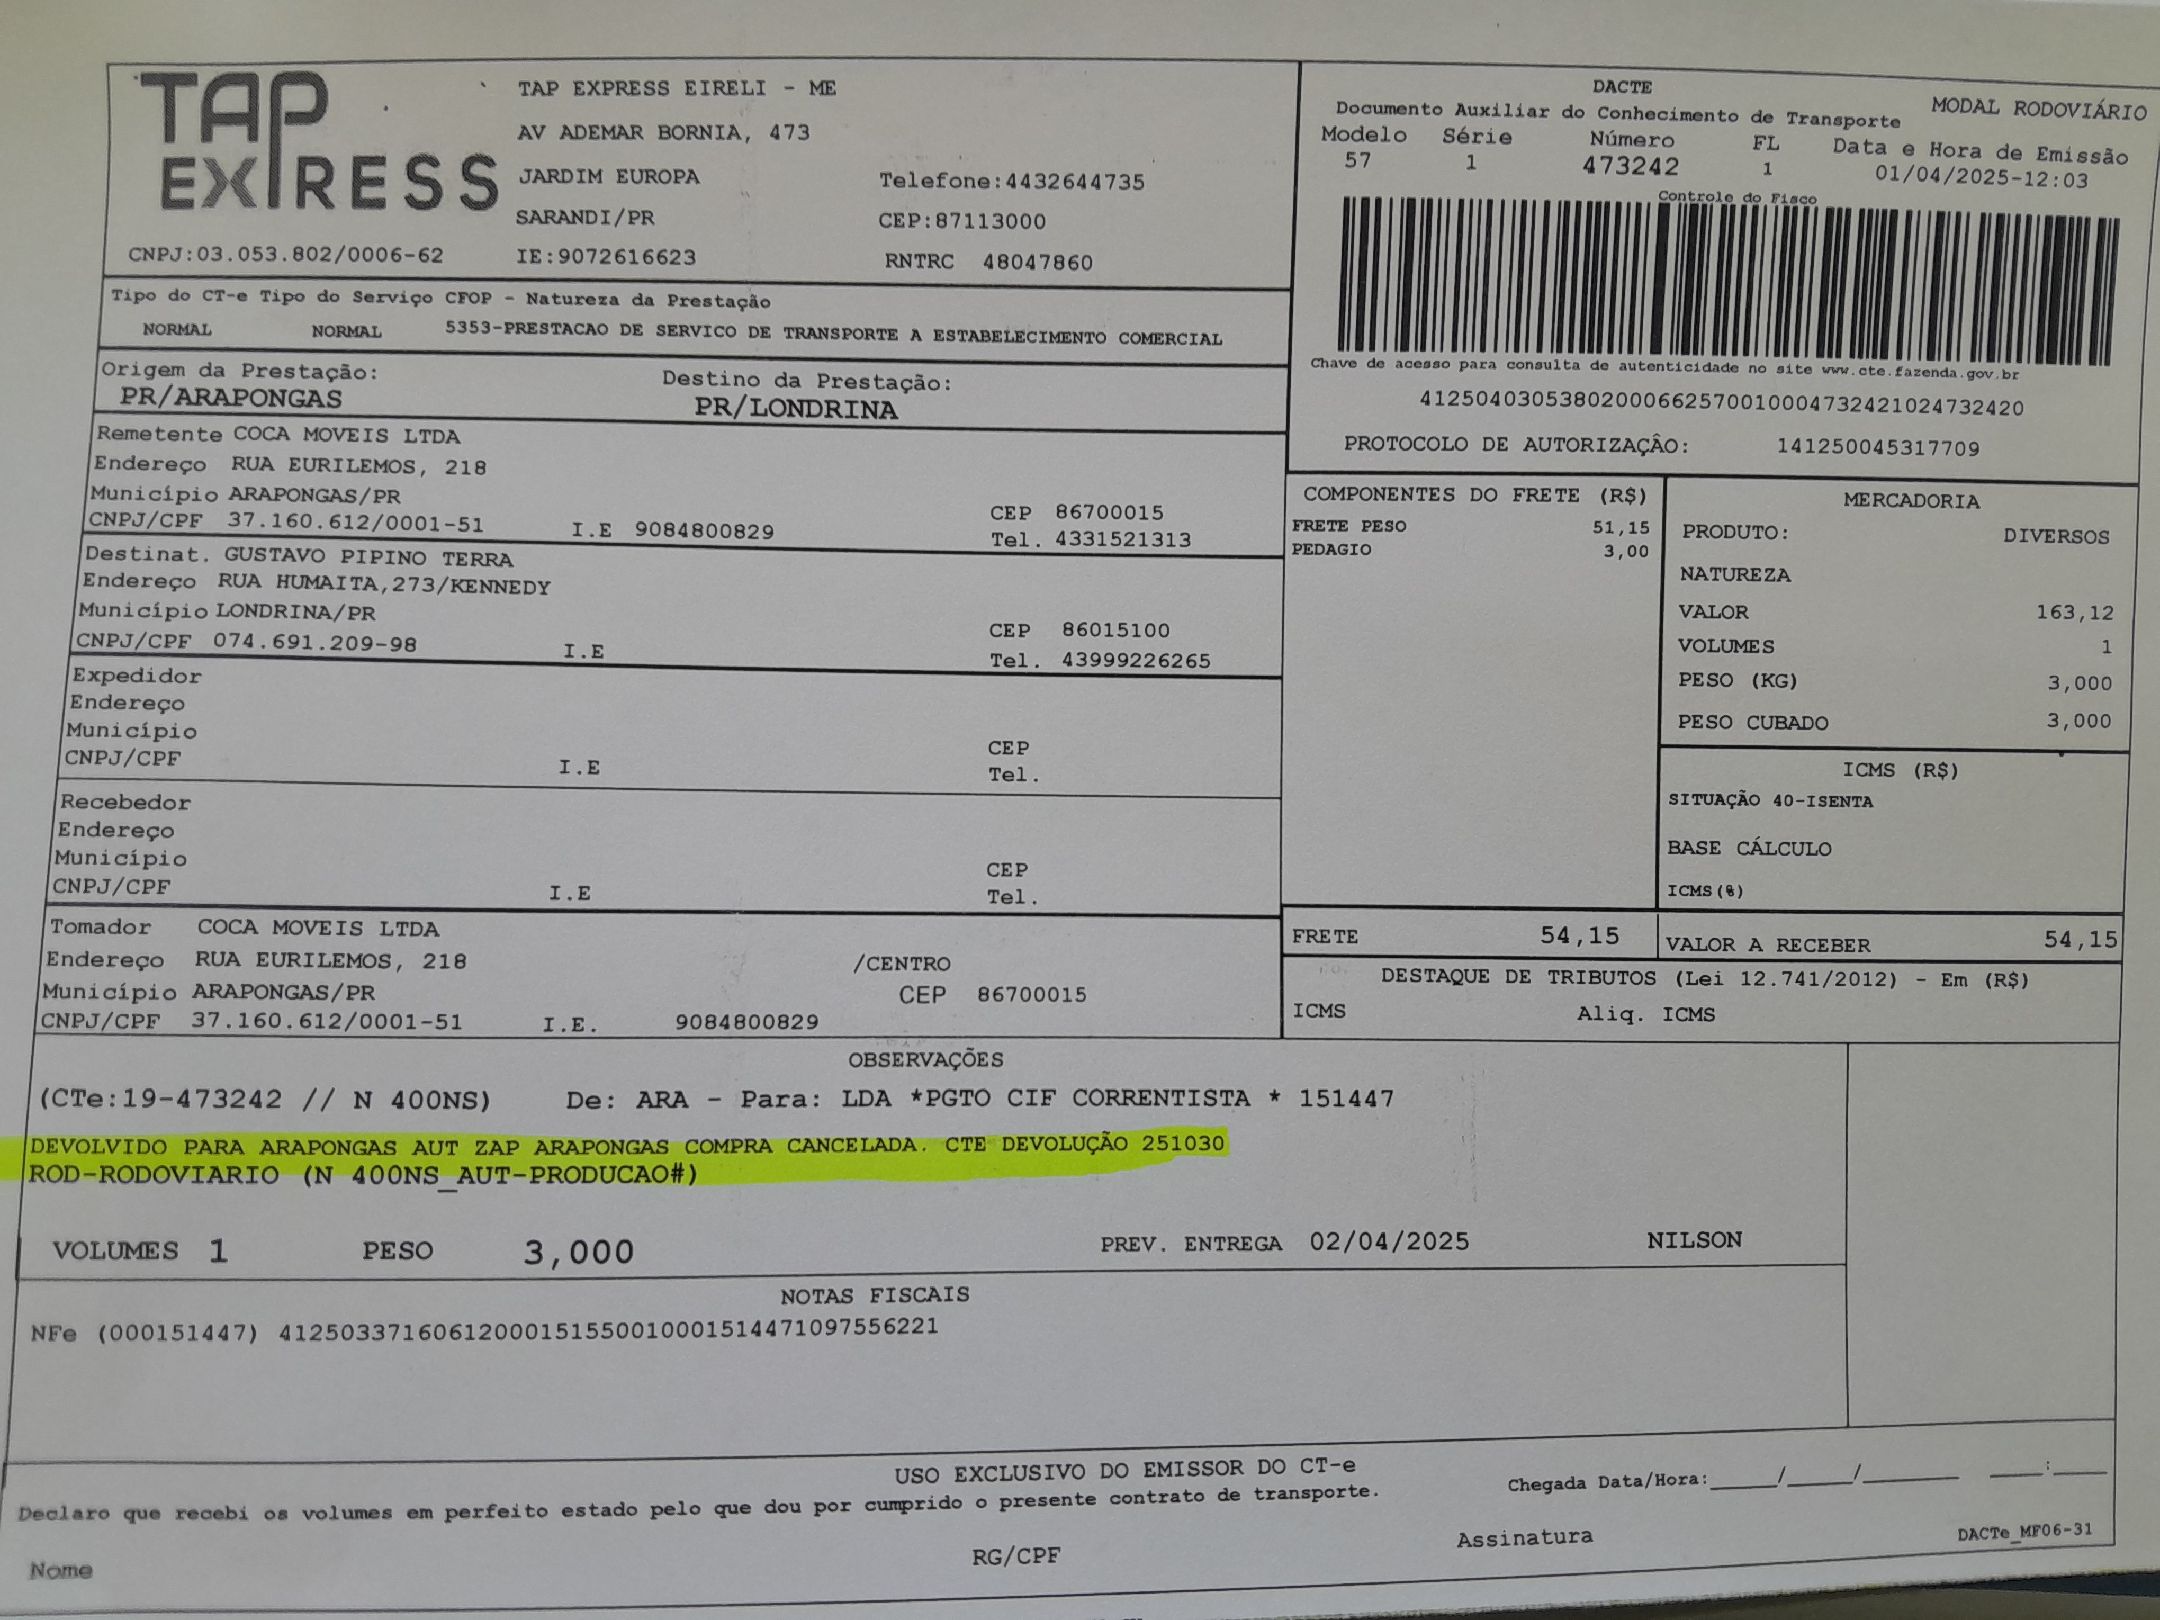 TAP
EXPRESS
TAP EXPRESS EIRELI - ME
AV ADEMAR BORNIA, 473
JARDIM EUROPA Telefone:4432644735
SARANDI/PR CEP:87113000
CNPJ:03.053.802/0006-62 IE:9072616623 RNTRC 48047860
DACTE
Documento Auxiliar do Conhecimento de Transporte MODAL RODOVIÁRIO
Modelo Série Número FL Data e Hora de Emissão
57 1 473242 1 01/04/2025-12:03
Controle do Fisco
Chave de acesso para consulta de autenticidade no site www.cte.fazenda.gov.br
41250403053802000662570010004732421024732420
PROTOCOLO DE AUTORIZAÇÂO: 141250045317709
Tipo do CT-e Tipo do Serviço CFOP - Natureza da Prestação
NORMAL NORMAL 5353-PRESTACAO DE SERVICO DE TRANSPORTE A ESTABELECIMENTO COMERCIAL
Origem da Prestação: Destino da Prestação:
PR/ARAPONGAS PR/LONDRINA
Remetente COCA MOVEIS LTDA
Endereço RUA EURILEMOS, 218
Município ARAPONGAS/PR CEP 86700015
CNPJ/CPF 37.160.612/0001-51 I.E 9084800829 Tel. 4331521313
Destinat. GUSTAVO PIPINO TERRA
Endereço RUA HUMAITA,273/KENNEDY
Município LONDRINA/PR CEP 86015100
CNPJ/CPF 074.691.209-98 I.E Tel. 43999226265
Expedidor
Endereço
Município CEP
CNPJ/CPF I.E Tel.
Recebedor
Endereço
Município CEP
CNPJ/CPF I.E Tel.
Tomador COCA MOVEIS LTDA
Endereço RUA EURILEMOS, 218 /CENTRO
Município ARAPONGAS/PR CEP 86700015
CNPJ/CPF 37.160.612/0001-51 I.E. 9084800829
COMPONENTES DO FRETE (R$)
FRETE PESO 51,15
PEDAGIO 3,00
MERCADORIA
PRODUTO: DIVERSOS
NATUREZA
VALOR 163,12
VOLUMES 1
PESO (KG) 3,000
PESO CUBADO 3,000
ICMS (R$)
SITUAÇÃO 40-ISENTA
BASE CÁLCULO
ICMS(%)
FRETE 54,15 VALOR A RECEBER 54,15
DESTAQUE DE TRIBUTOS (Lei 12.741/2012) - Em (R$)
ICMS Aliq. ICMS
OBSERVAÇÕES
(CTe:19-473242 // N 400NS) De: ARA - Para: LDA *PGTO CIF CORRENTISTA * 151447
DEVOLVIDO PARA ARAPONGAS AUT ZAP ARAPONGAS COMPRA CANCELADA. CTE DEVOLUÇÃO 251030
ROD-RODOVIARIO (N 400NS_AUT-PRODUCAO#)
VOLUMES 1 PESO 3,000 PREV. ENTREGA 02/04/2025 NILSON
NOTAS FISCAIS
NFe (000151447) 41250337160612000151550010001514471097556221
USO EXCLUSIVO DO EMISSOR DO CT-e
Declaro que recebi os volumes em perfeito estado pelo que dou por cumprido o presente contrato de transporte. Chegada Data/Hora:_____/_____/_______ ____:____
Nome RG/CPF Assinatura DACTe_MF06-31